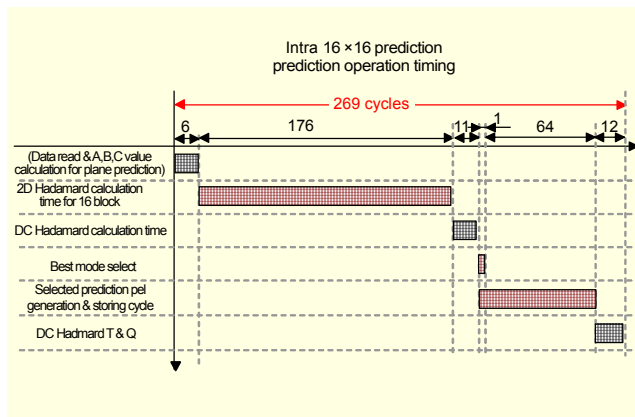 Intra 16 ×16 prediction
prediction operation timing
269 cycles
6
176
11
1
64
12
(Data read & A,B,C value
calculation for plane prediction)
2D Hadamard calculation
time for 16 block
DC Hadamard calculation time
Best mode select
Selected prediction pel
generation & storing cycle
DC Hadmard T & Q